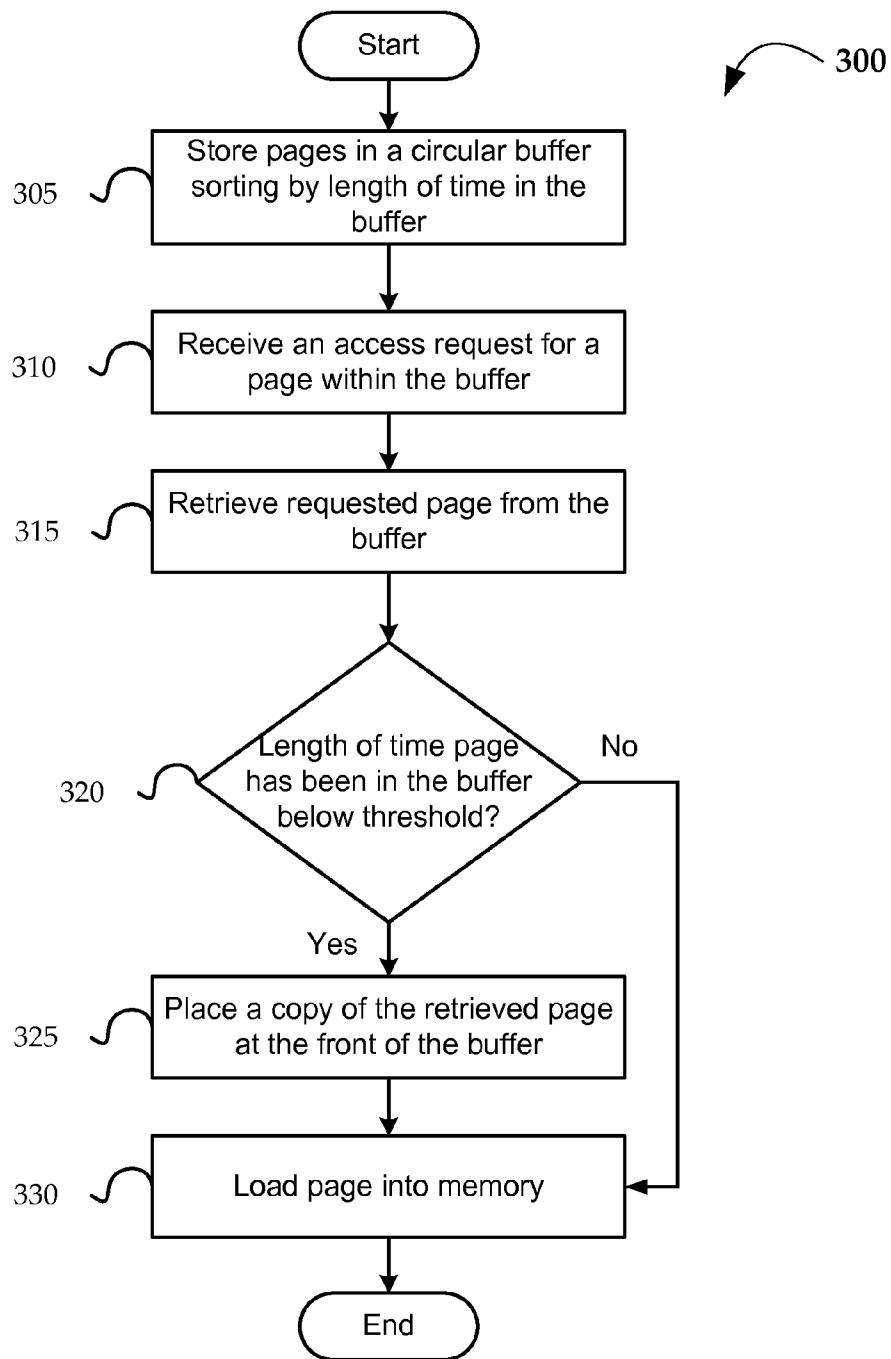 Start
300
305
Store pages in a circular buffer
sorting by length of time in the
buffer
310
Receive an access request for a
page within the buffer
315
Retrieve requested page from the
buffer
320
Length of time page
has been in the buffer
below threshold?
No
Yes
325
Place a copy of the retrieved page
at the front of the buffer
330
Load page into memory
End